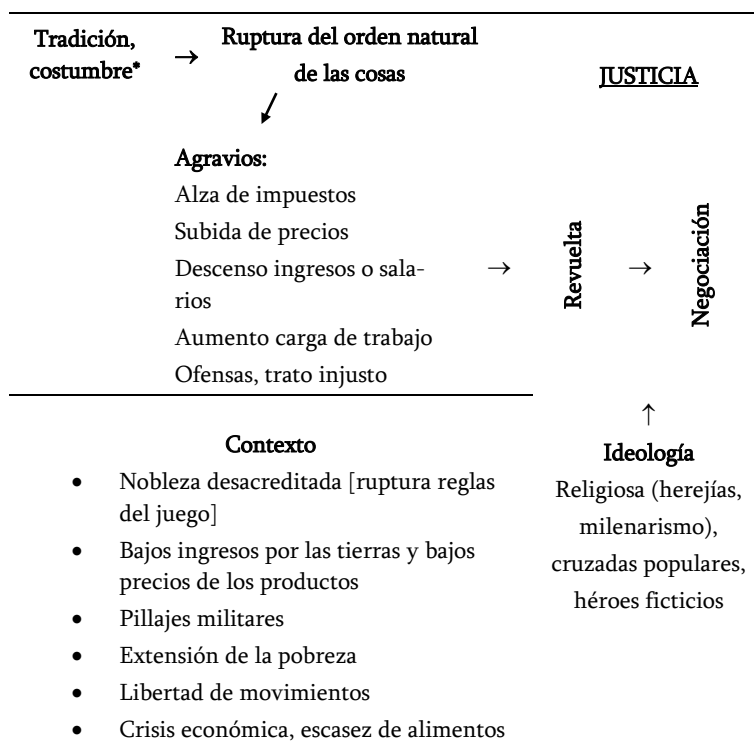 Tradición,
costumbre*
→
Ruptura del orden natural
de las cosas
JUSTICIA
Agravios:
Alza de impuestos
Subida de precios
Descenso ingresos o sala-
rios
Aumento carga de trabajo
Ofensas, trato injusto
→
Revuelta
→
Negociación
Contexto
• Nobleza desacreditada [ruptura reglas
del juego]
• Bajos ingresos por las tierras y bajos
precios de los productos
• Pillajes militares
• Extensión de la pobreza
• Libertad de movimientos
• Crisis económica, escasez de alimentos
↑
Ideología
Religiosa (herejías,
milenarismo),
cruzadas populares,
héroes ficticios